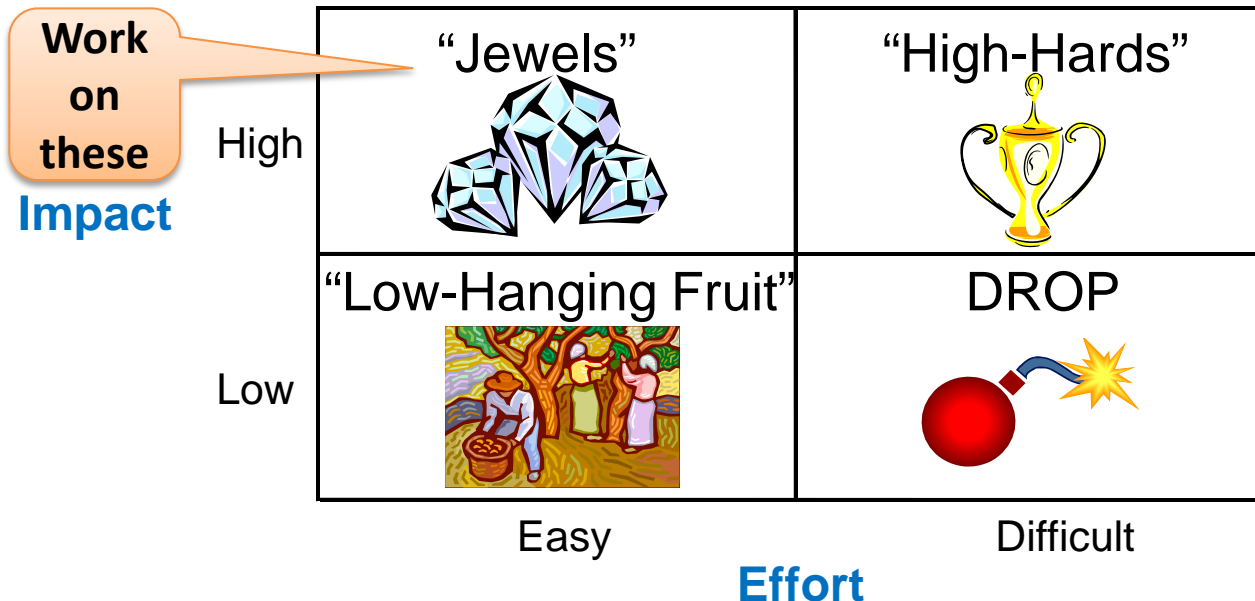 Work
on
these
“Jewels”
“High-Hards”
High
Impact
“Low-Hanging Fruit”
DROP
Low
Easy
Difficult
Effort